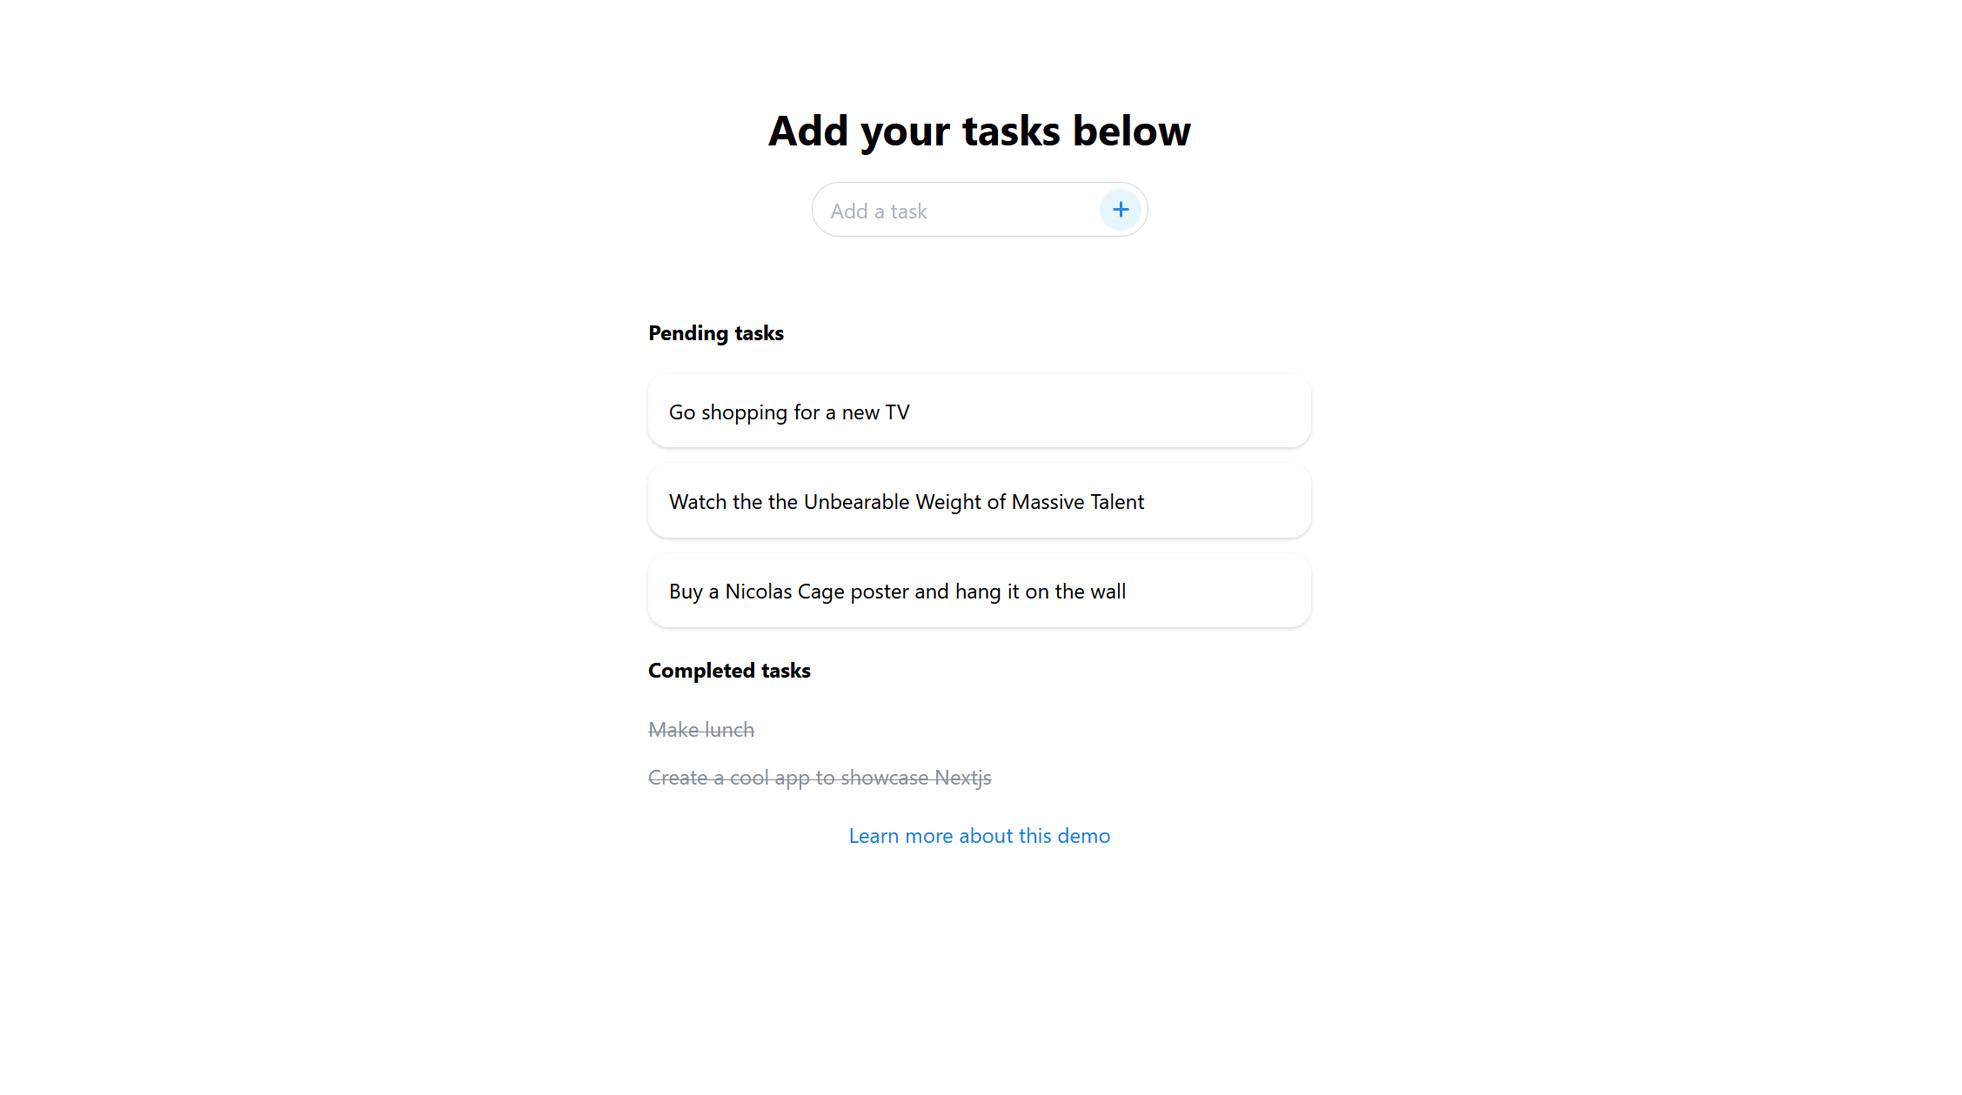 Add your tasks below
Add a task
Pending tasks
Go shopping for a new TV
Watch the the Unbearable Weight of Massive Talent
Buy a Nicolas Cage poster and hang it on the wall
Completed tasks
Make lunch
Create a cool app to showcase Nextjs
Learn more about this demo